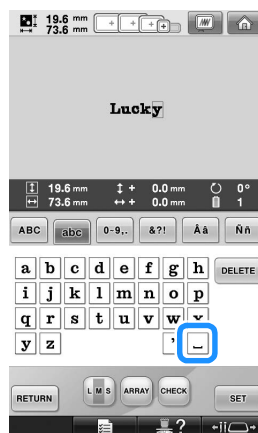 19.6 mm
73.6 mm
Lucky
19.6 mm + 0.0 mm 0°
73.6 mm + 0.0 mm 1
ABC abc 0-9,. &?! Åâ Ññ
a b c d e f g h DELETE
i j k l m n o p
q r s t u v w x
y z ' ⎵
RETURN L M S ARRAY CHECK SET
?